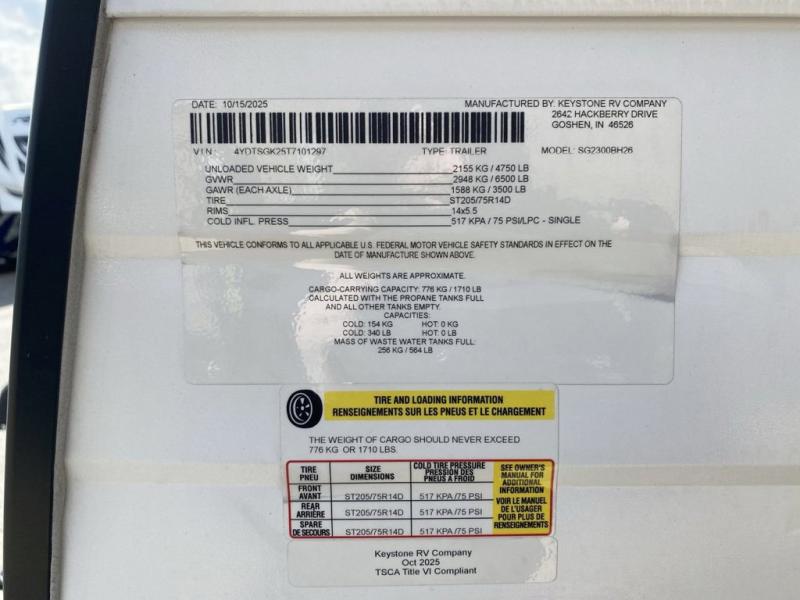 DATE: 10/15/2025 MANUFACTURED BY: KEYSTONE RV COMPANY
2642 HACKBERRY DRIVE
GOSHEN, IN 46526
V I N 4YDTSGK25T7101297 TYPE: TRAILER MODEL: SG2300BH26
UNLOADED VEHICLE WEIGHT 2155 KG / 4750 LB
GVWR 2948 KG / 6500 LB
GAWR (EACH AXLE) 1588 KG / 3500 LB
TIRE ST205/75R14D
RIMS 14x5.5
COLD INFL. PRESS 517 KPA / 75 PSI/LPC - SINGLE
THIS VEHICLE CONFORMS TO ALL APPLICABLE U.S. FEDERAL MOTOR VEHICLE SAFETY STANDARDS IN EFFECT ON THE
DATE OF MANUFACTURE SHOWN ABOVE.
ALL WEIGHTS ARE APPROXIMATE.
CARGO-CARRYING CAPACITY: 776 KG / 1710 LB
CALCULATED WITH THE PROPANE TANKS FULL
AND ALL OTHER TANKS EMPTY.
CAPACITIES:
COLD: 154 KG HOT: 0 KG
COLD: 340 LB HOT: 0 LB
MASS OF WASTE WATER TANKS FULL:
256 KG / 564 LB
TIRE AND LOADING INFORMATION
RENSEIGNEMENTS SUR LES PNEUS ET LE CHARGEMENT
THE WEIGHT OF CARGO SHOULD NEVER EXCEED
776 KG OR 1710 LBS.
TIRE
PNEU
SIZE
DIMENSIONS
COLD TIRE PRESSURE
PRESSION DES
PNEUS A FROID
FRONT
AVANT
ST205/75R14D 517 KPA /75 PSI
REAR
ARRIÈRE
ST205/75R14D 517 KPA /75 PSI
SPARE
DE SECOURS
ST205/75R14D 517 KPA /75 PSI
SEE OWNER'S
MANUAL FOR
ADDITIONAL
INFORMATION
VOIR LE MANUEL
DE L'USAGER
POUR PLUS DE
RENSEIGNEMENTS
Keystone RV Company
Oct 2025
TSCA Title VI Compliant